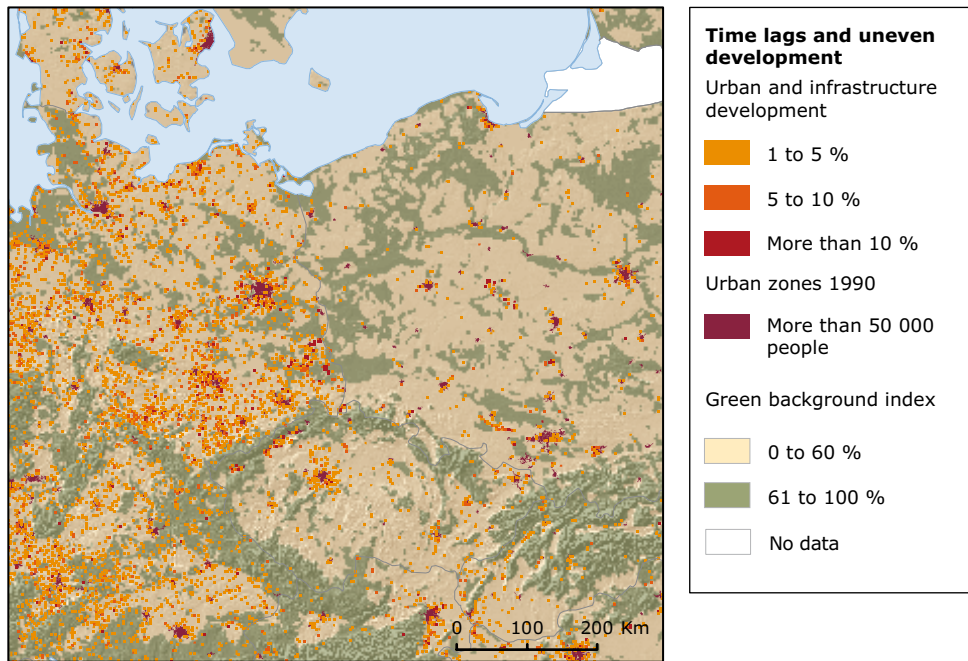 Time lags and uneven
development
Urban and infrastructure
development
1 to 5 %
5 to 10 %
More than 10 %
Urban zones 1990
More than 50 000
people
Green background index
0 to 60 %
61 to 100 %
No data
0 100 200 Km